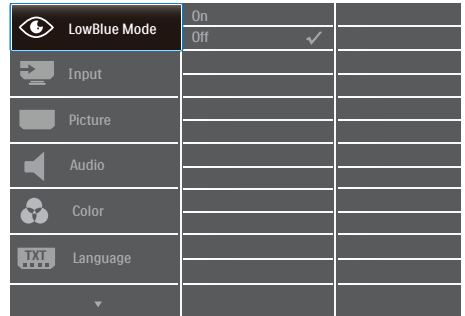 LowBlue Mode
On
Off
Input
Picture
Audio
Color
TXT
Language